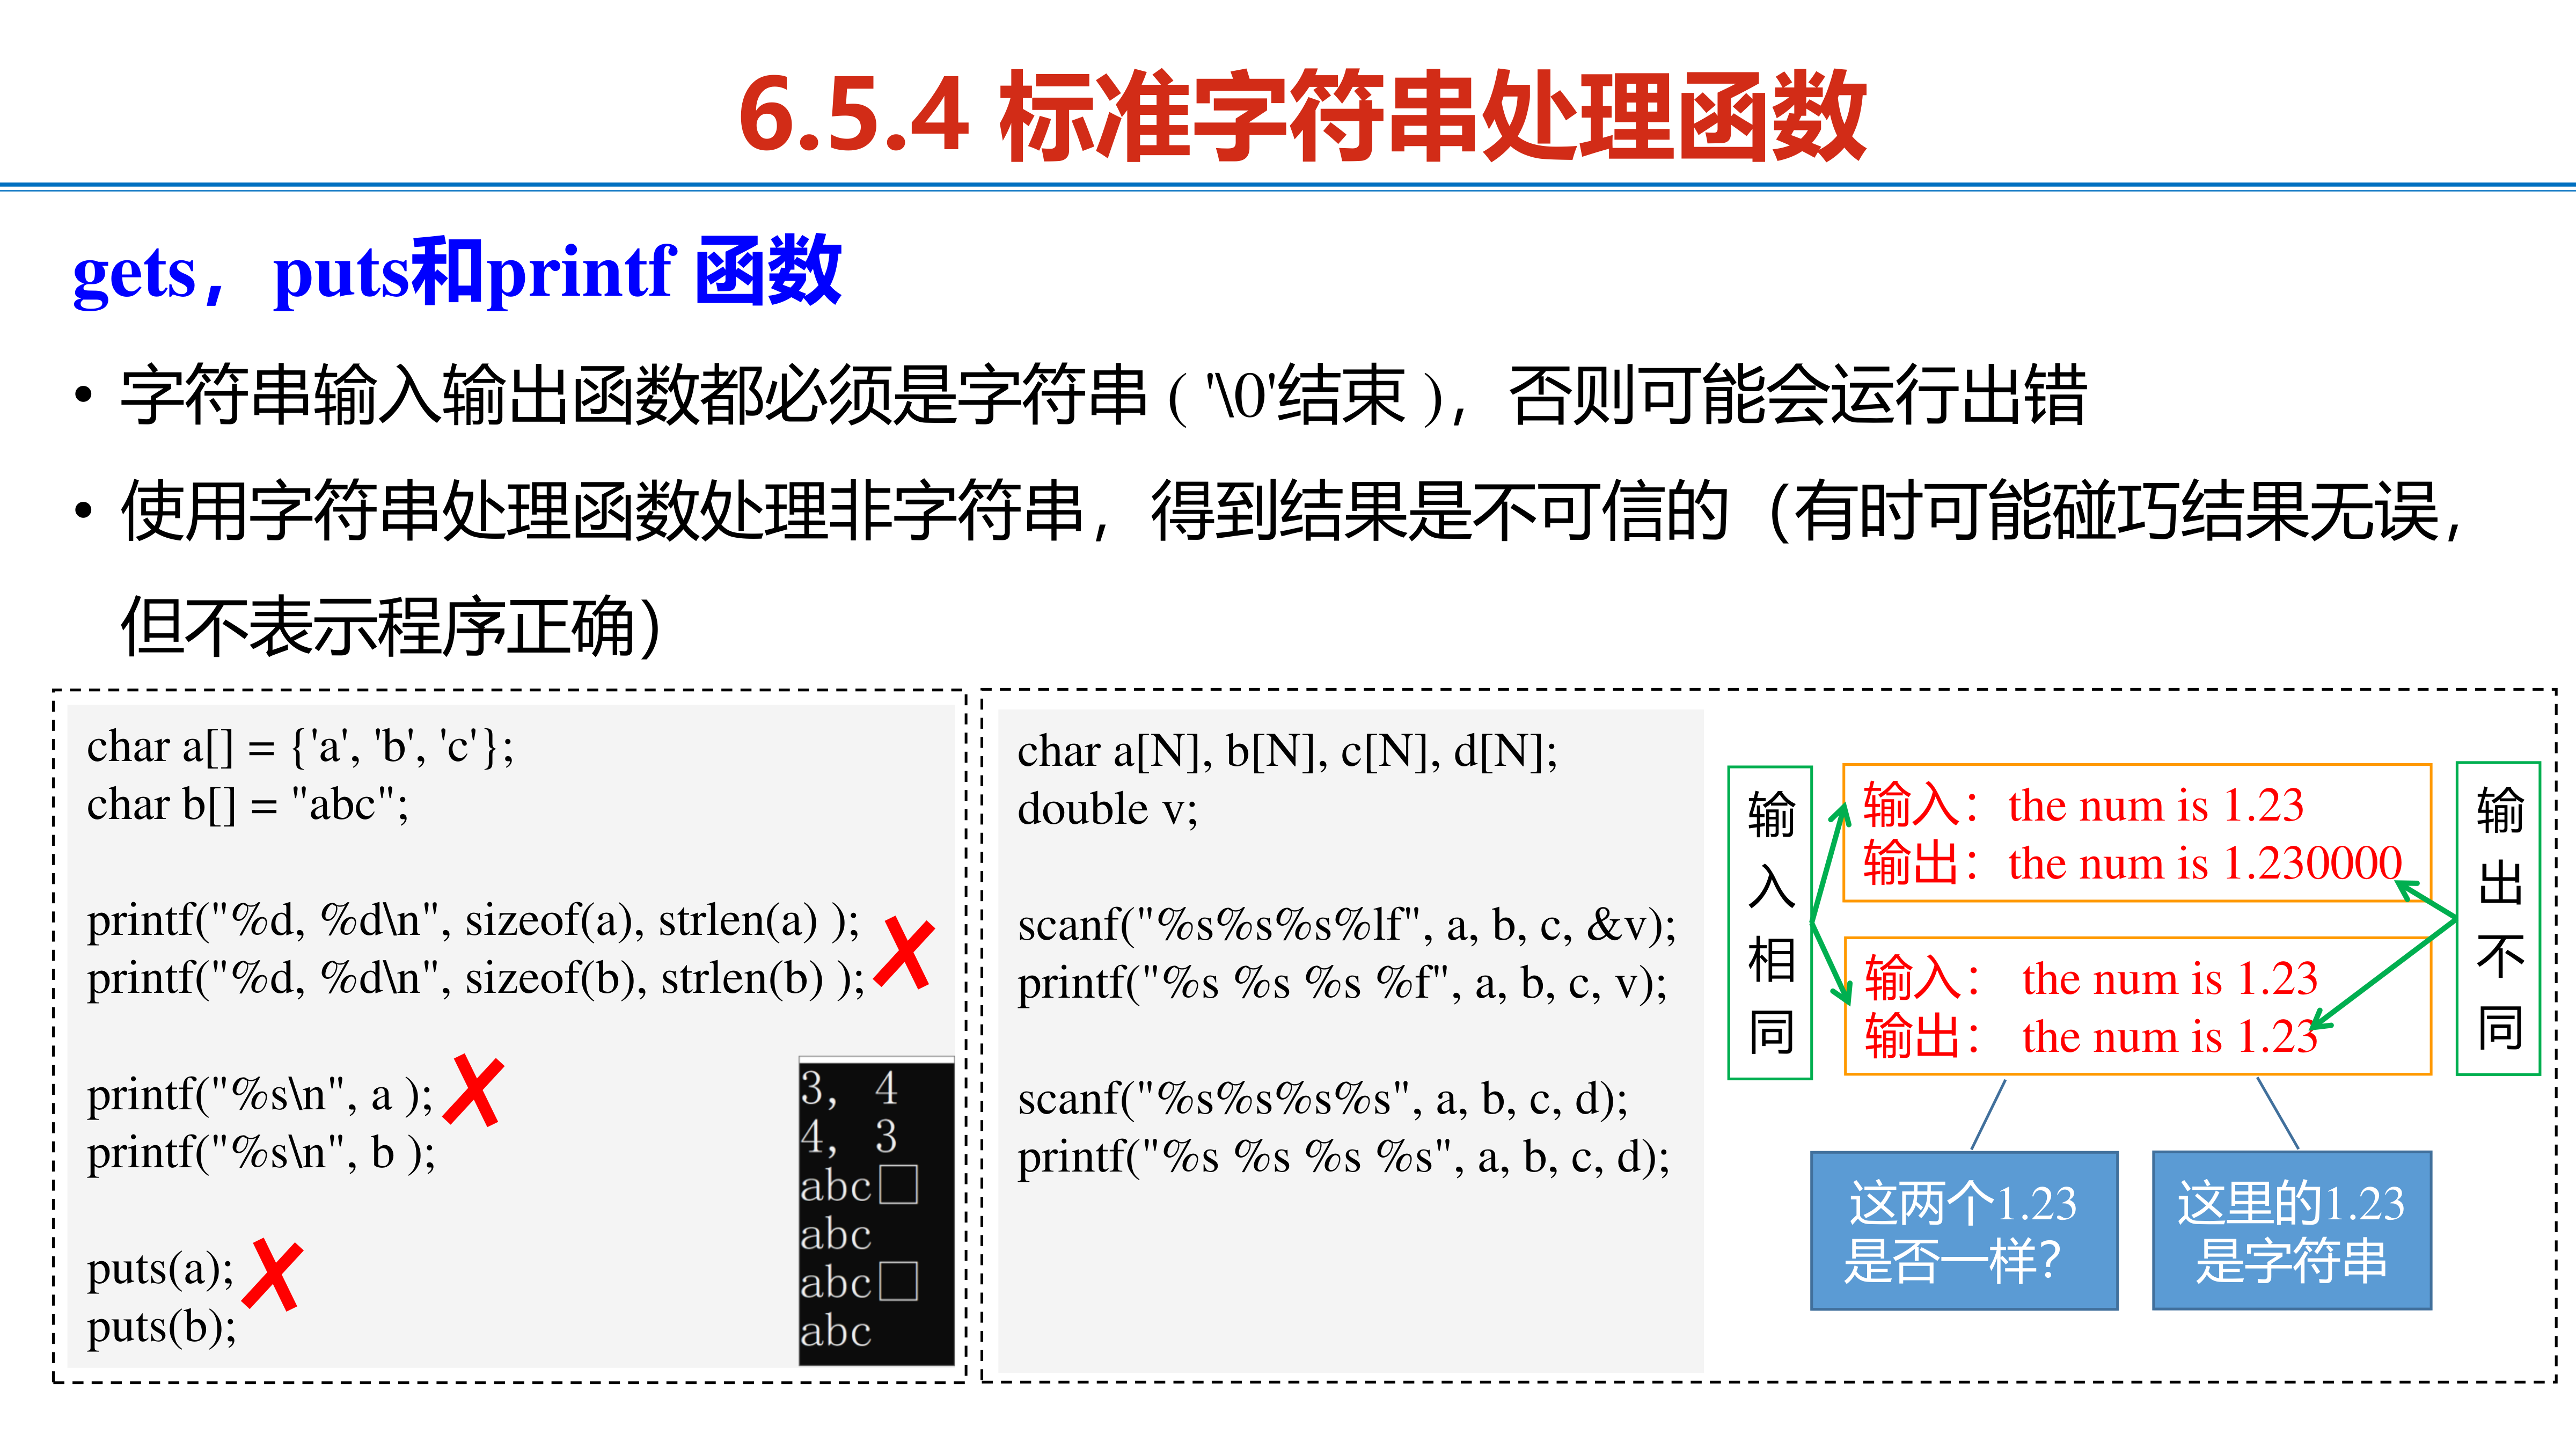 6.5.4 标准字符串处理函数
gets，puts和printf 函数
• 字符串输入输出函数都必须是字符串 ( '\0'结束 )，否则可能会运行出错
• 使用字符串处理函数处理非字符串，得到结果是不可信的（有时可能碰巧结果无误，
但不表示程序正确）
char a[] = {'a', 'b', 'c'};
char b[] = "abc";
printf("%d, %d\n", sizeof(a), strlen(a) );
printf("%d, %d\n", sizeof(b), strlen(b) );
printf("%s\n", a );
printf("%s\n", b );
puts(a);
puts(b);
3, 4
4, 3
abc□
abc
abc□
abc
char a[N], b[N], c[N], d[N];
double v;
scanf("%s%s%s%lf", a, b, c, &v);
printf("%s %s %s %f", a, b, c, v);
scanf("%s%s%s%s", a, b, c, d);
printf("%s %s %s %s", a, b, c, d);
输
入
相
同
输入：the num is 1.23
输出：the num is 1.230000
输入： the num is 1.23
输出： the num is 1.23
输
出
不
同
这两个1.23
是否一样？
这里的1.23
是字符串